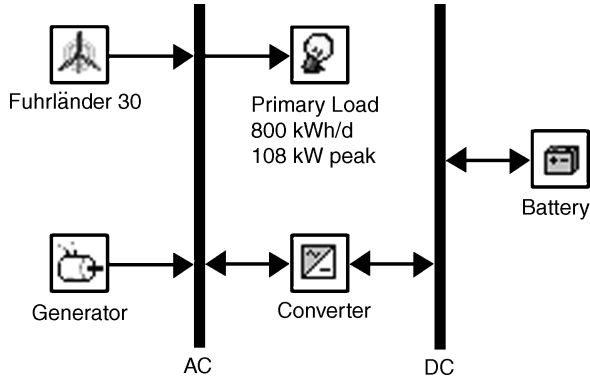 Fuhrländer 30
Primary Load
800 kWh/d
108 kW peak
Battery
Generator
Converter
AC
DC